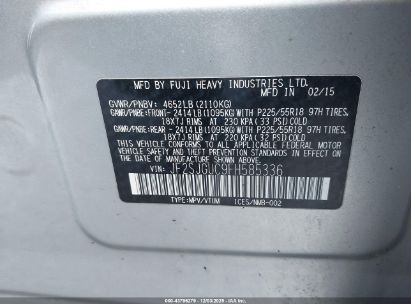 MFD BY FUJI HEAVY INDUSTRIES LTD.
MFD IN 02/15
GVWR/PNBV: 4652LB (2110KG)
GAWR/PNBE:FRONT- 2414LB(1095KG)WITH P225/55R18 97H TIRES,
18X7J RIMS AT 230 KPA(33 PSI)COLD
GAWR/PNBE:REAR - 2414LB(1095KG)WITH P225/55R18 97H TIRES,
18X7J RIMS AT 220 KPA(32 PSI)COLD
THIS VEHICLE CONFORMS TO ALL APPLICABLE FEDERAL MOTOR
VEHICLE SAFETY AND THEFT PREVENTION STANDARDS IN
EFFECT ON THE DATE OF MANUFACTURE SHOWN ABOVE.
VIN: JF2SJGUC9FH585336
TYPE:MPV/VTUM ICES/NMB-002